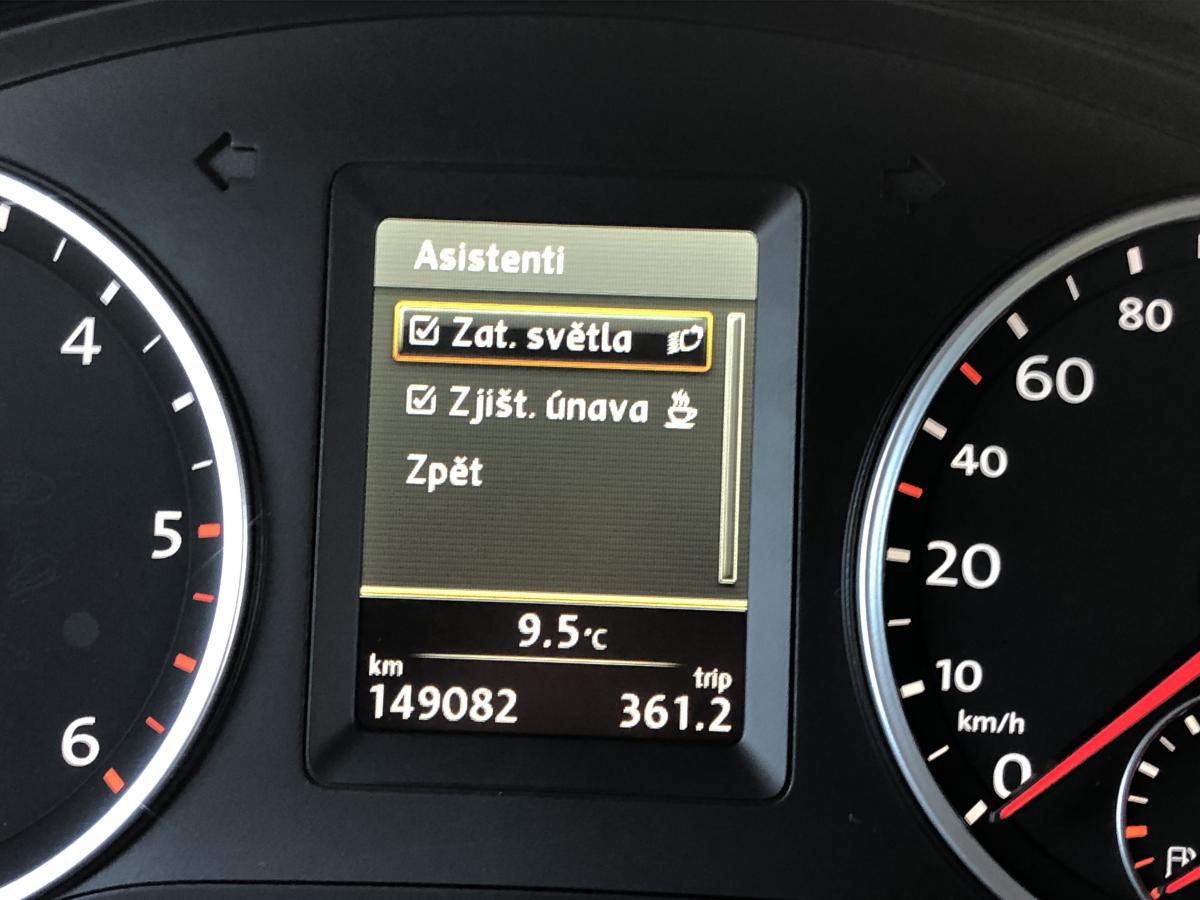 Asistenti
Zat. světla
Zjišt. únava
Zpět
9.5°C
km
trip
149082
361.2
4
5
6
80
60
40
20
10
km/h
0